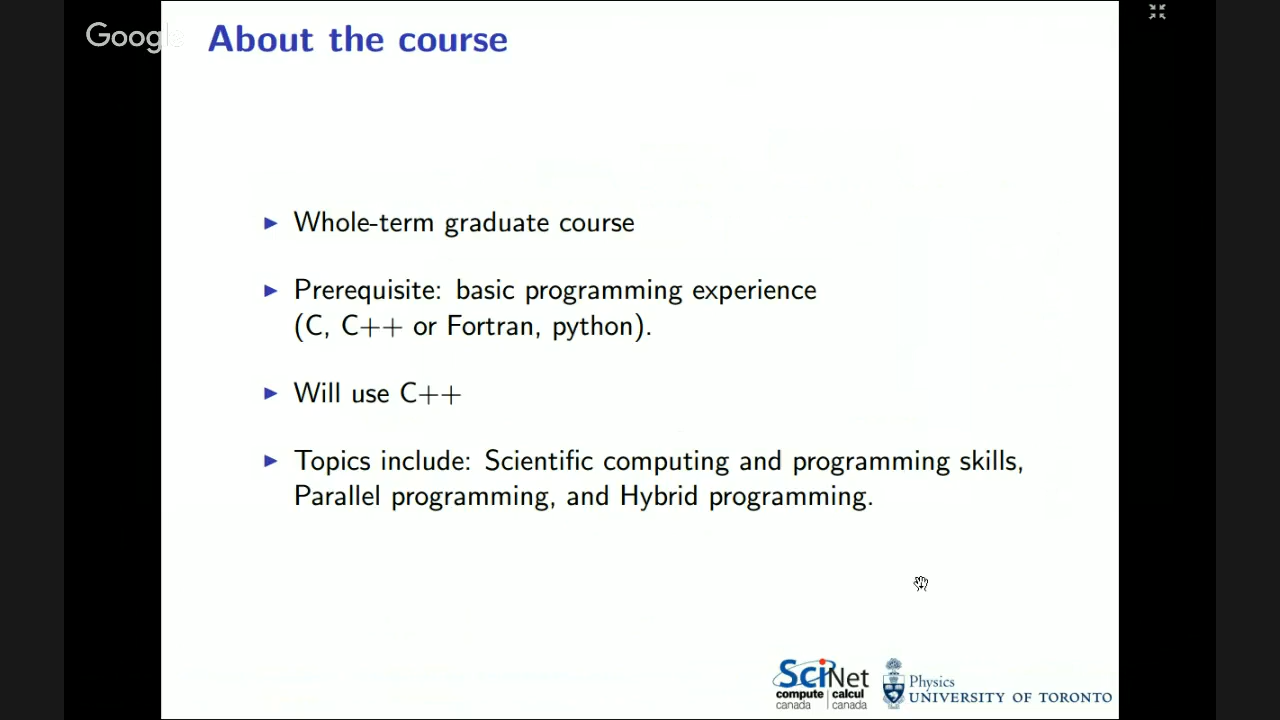 Google
About the course
▶ Whole-term graduate course
▶ Prerequisite: basic programming experience
(C, C++ or Fortran, python).
▶ Will use C++
▶ Topics include: Scientific computing and programming skills,
Parallel programming, and Hybrid programming.
SciNet
compute | calcul
canada | canada
Physics
UNIVERSITY OF TORONTO